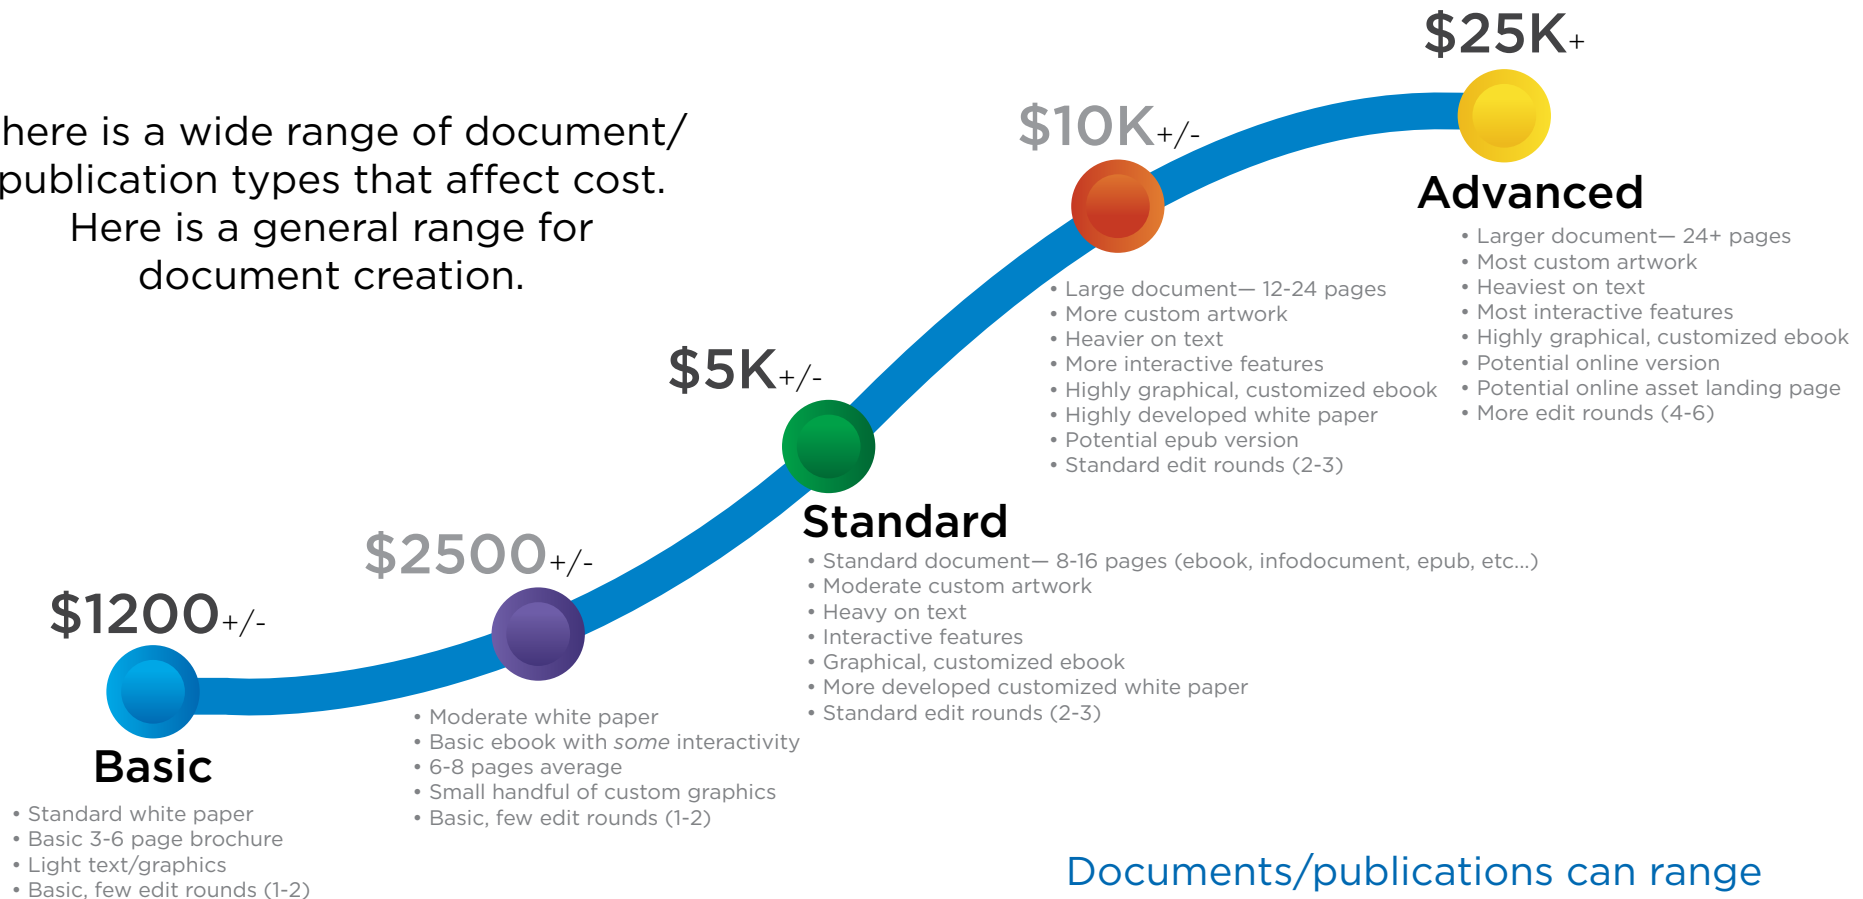 here is a wide range of document/
publication types that affect cost.
Here is a general range for
document creation.
$1200+/-
Basic
• Standard white paper
• Basic 3-6 page brochure
• Light text/graphics
• Basic, few edit rounds (1-2)
$2500+/-
• Moderate white paper
• Basic ebook with some interactivity
• 6-8 pages average
• Small handful of custom graphics
• Basic, few edit rounds (1-2)
$5K+/-
Standard
• Standard document— 8-16 pages (ebook, infodocument, epub, etc...)
• Moderate custom artwork
• Heavy on text
• Interactive features
• Graphical, customized ebook
• More developed customized white paper
• Standard edit rounds (2-3)
$10K+/-
• Large document— 12-24 pages
• More custom artwork
• Heavier on text
• More interactive features
• Highly graphical, customized ebook
• Highly developed white paper
• Potential epub version
• Standard edit rounds (2-3)
$25K+
Advanced
• Larger document— 24+ pages
• Most custom artwork
• Heaviest on text
• Most interactive features
• Highly graphical, customized ebook
• Potential online version
• Potential online asset landing page
• More edit rounds (4-6)
Documents/publications can range